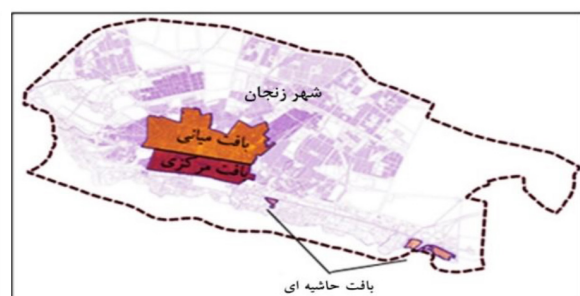 شهر زنجان
بافت میانی
بافت مرکزی
بافت حاشیه ای